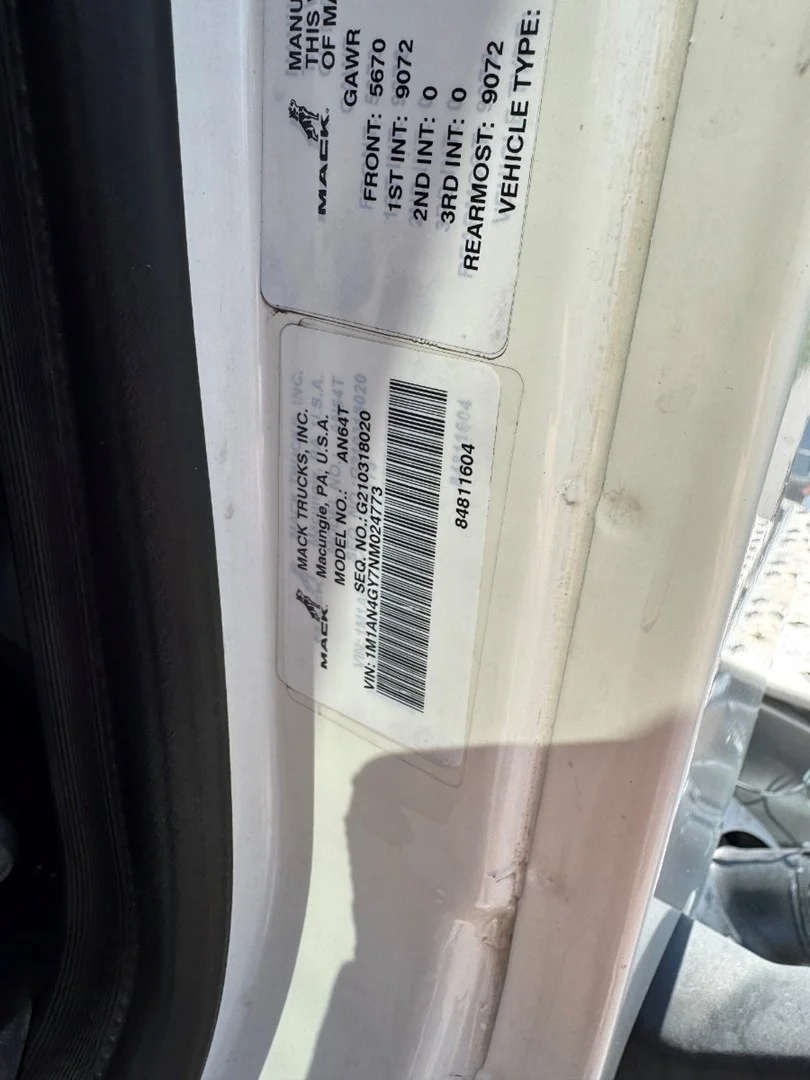 MACK
MANU
THIS
OF MA
GAWR
FRONT: 5670
1ST INT: 9072
2ND INT: 0
3RD INT: 0
REARMOST: 9072
VEHICLE TYPE:
MACK
MACK TRUCKS, INC.
Macungie, PA, U.S.A.
MODEL NO.: AN64T
SEQ. NO.: G210318020
VIN: 1M1AN4GY7NM024773
84811604